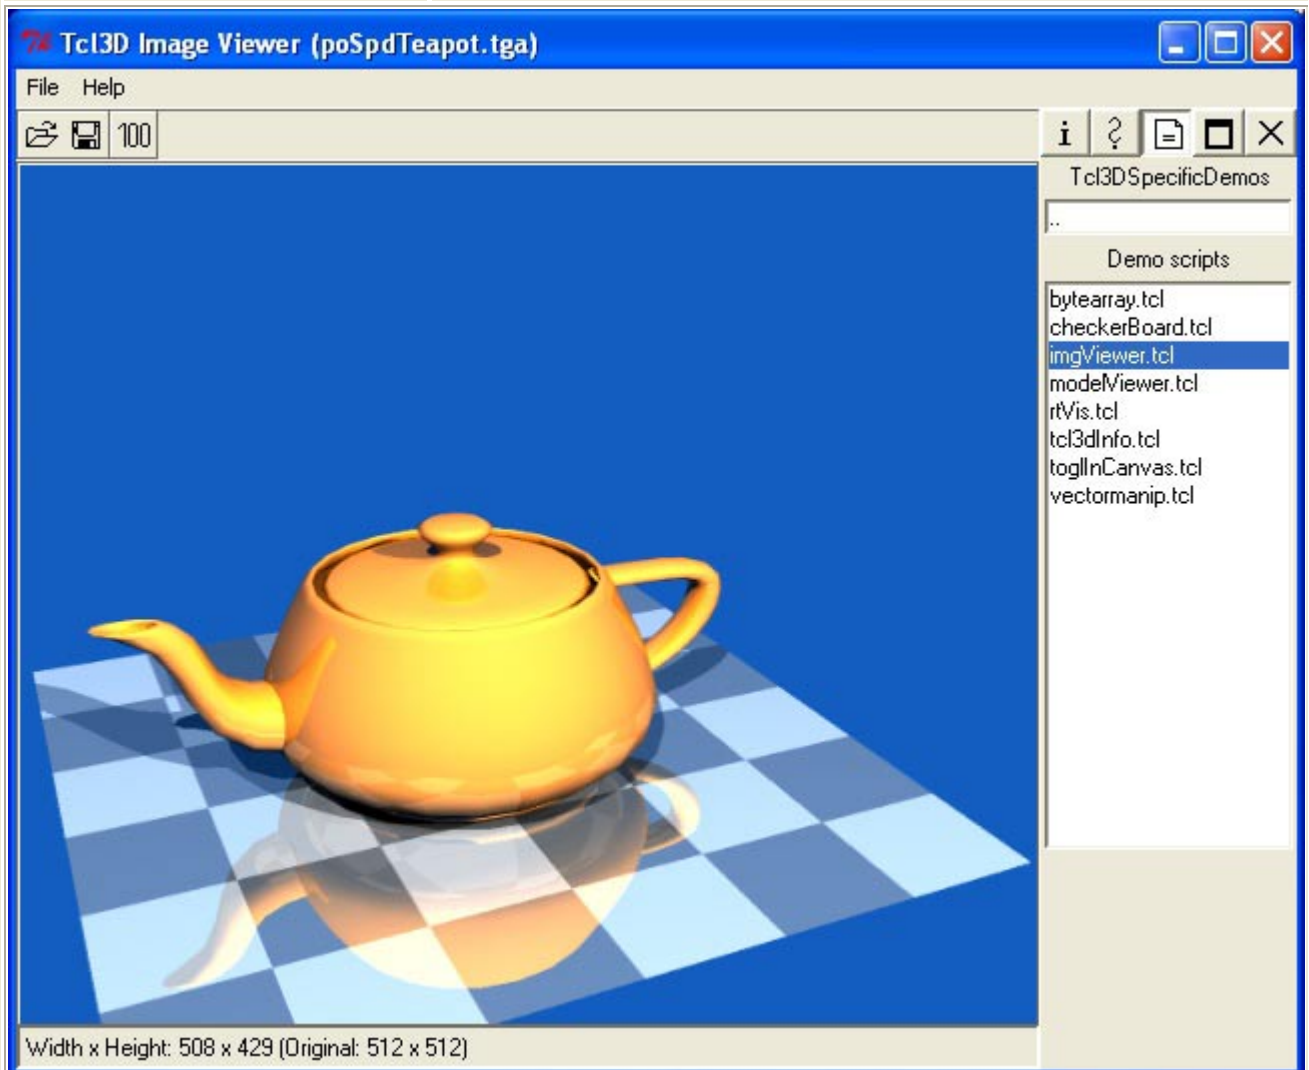 Tcl3D Image Viewer (poSpdTeapot.tga)
File Help
100
Tcl3DSpecificDemos
..
Demo scripts
bytearray.tcl
checkerBoard.tcl
imgViewer.tcl
modelViewer.tcl
rtVis.tcl
tcl3dInfo.tcl
toglInCanvas.tcl
vectormanip.tcl
Width x Height: 508 x 429 (Original: 512 x 512)